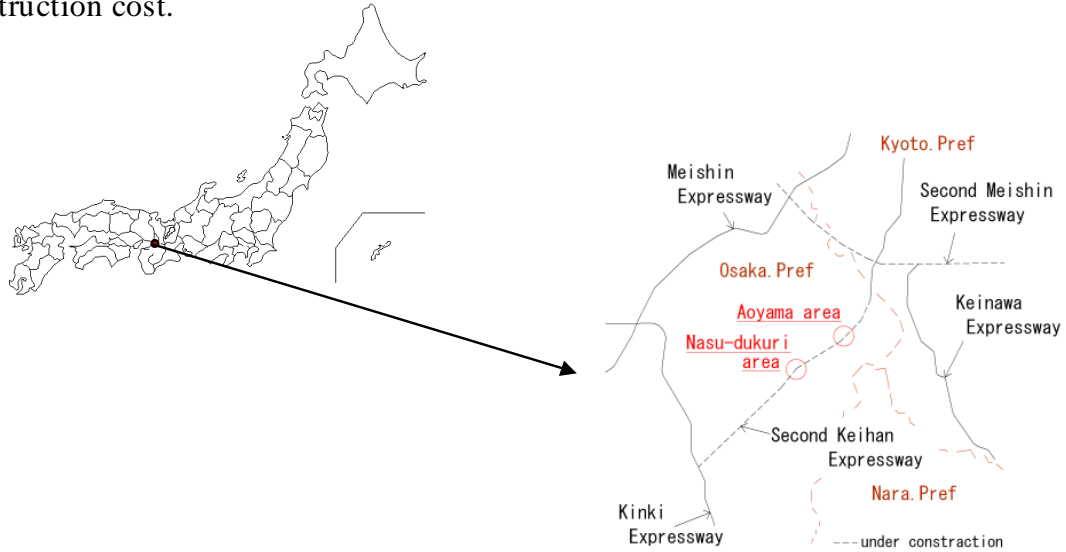 truction cost.
Kyoto. Pref
Meishin
Expressway
Second Meishin
Expressway
Osaka. Pref
Aoyama area
Keinawa
Expressway
Nasu-dukuri
area
Second Keihan
Expressway
Nara. Pref
Kinki
Expressway
---under constraction